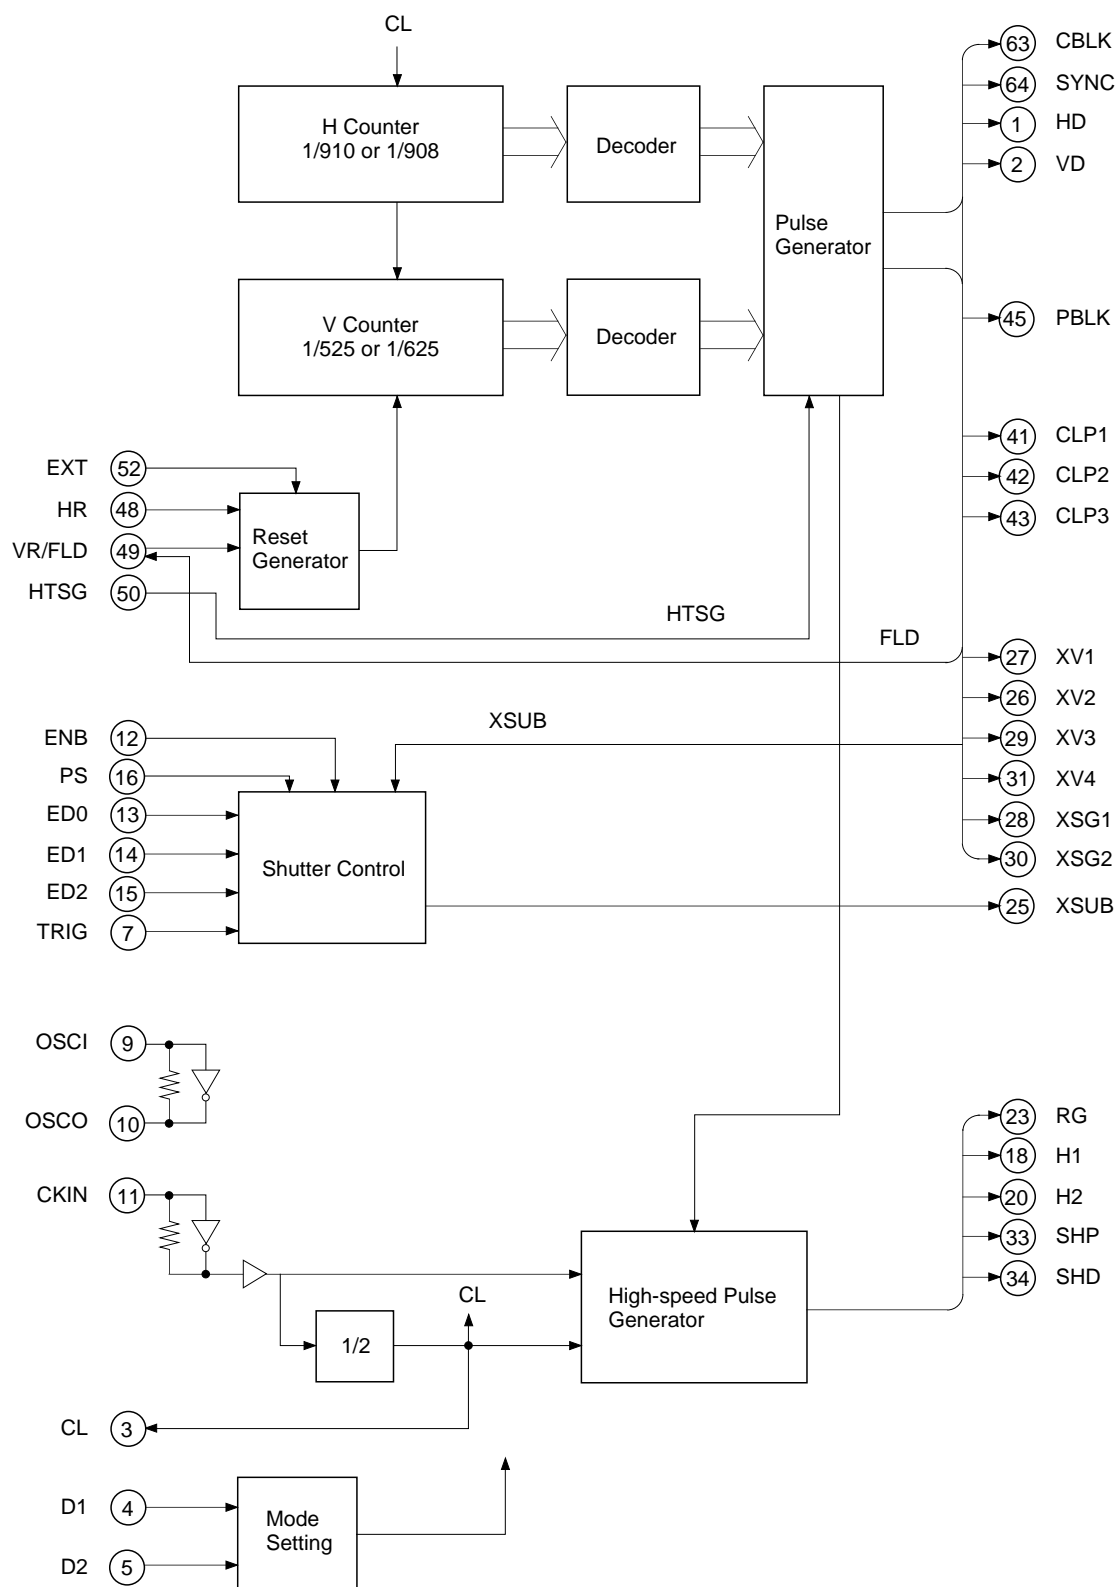 CL
63 CBLK
64 SYNC
1 HD
2 VD
H Counter
1/910 or 1/908
Decoder
Pulse
Generator
V Counter
1/525 or 1/625
Decoder
45 PBLK
41 CLP1
42 CLP2
43 CLP3
EXT 52
HR 48
VR/FLD 49
HTSG 50
Reset
Generator
HTSG
FLD
27 XV1
26 XV2
29 XV3
31 XV4
28 XSG1
30 XSG2
25 XSUB
XSUB
ENB 12
PS 16
ED0 13
ED1 14
ED2 15
TRIG 7
Shutter Control
OSCI 9
OSCO 10
CKIN 11
23 RG
18 H1
20 H2
33 SHP
34 SHD
High-speed Pulse
Generator
CL
1/2
CL 3
D1 4
D2 5
Mode
Setting